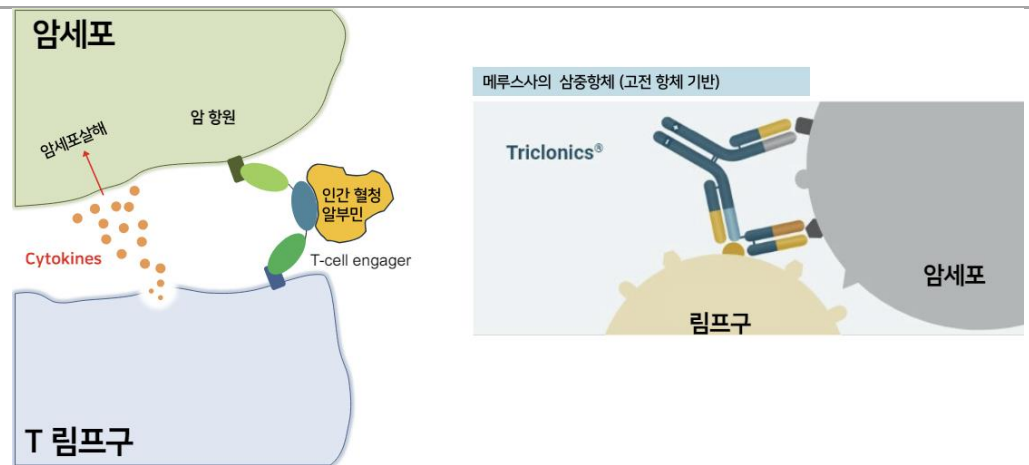 암세포
암 항원
암세포살해
인간 혈청
알부민
Cytokines
T-cell engager
T 림프구
메루스사의 삼중항체 (고전 항체 기반)
Triclonics®
암세포
림프구